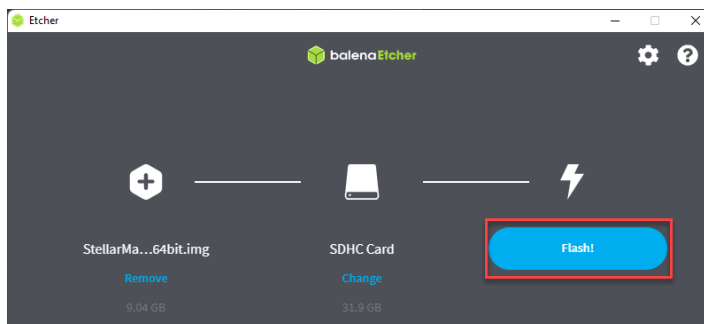 Etcher
balenaEtcher
StellarMa...64bit.img
SDHC Card
Flash!
Remove
Change
9.04 GB
31.9 GB